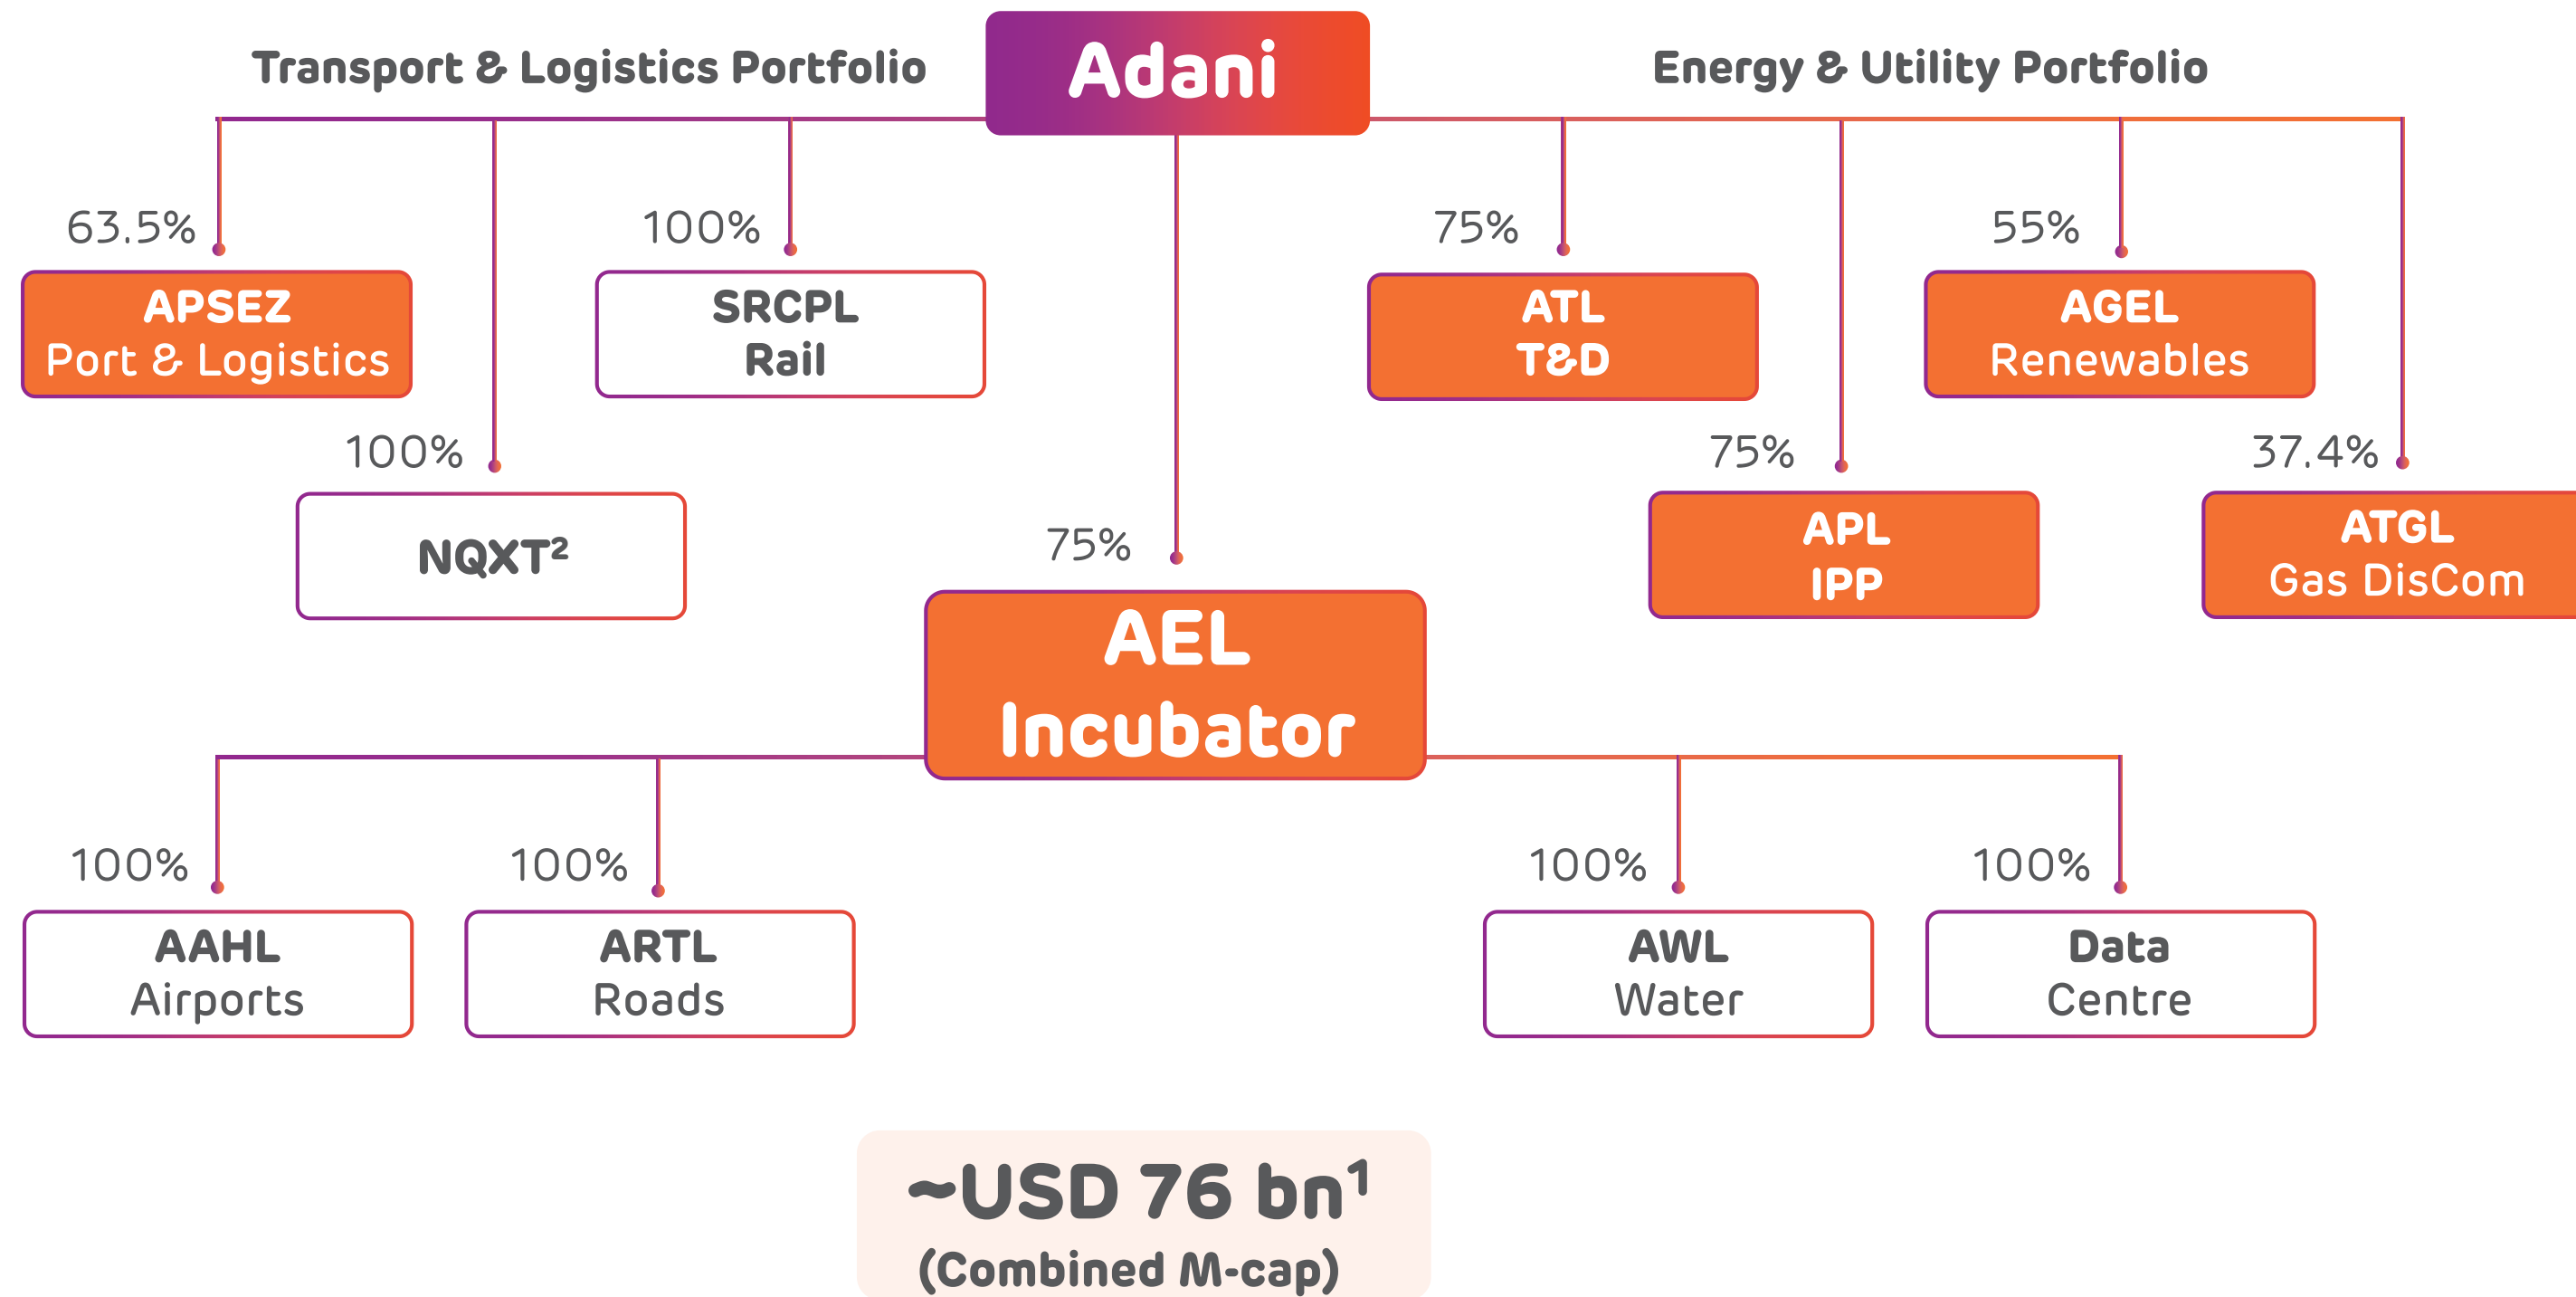 Adani
Transport & Logistics Portfolio
Energy & Utility Portfolio
63.5%
APSEZ
Port & Logistics
100%
SRCPL
Rail
100%
NQXT²
75%
ATL
T&D
55%
AGEL
Renewables
75%
APL
IPP
37.4%
ATGL
Gas DisCom
75%
AEL
Incubator
100%
AAHL
Airports
100%
ARTL
Roads
100%
AWL
Water
100%
Data
Centre
~USD 76 bn¹
(Combined M-cap)